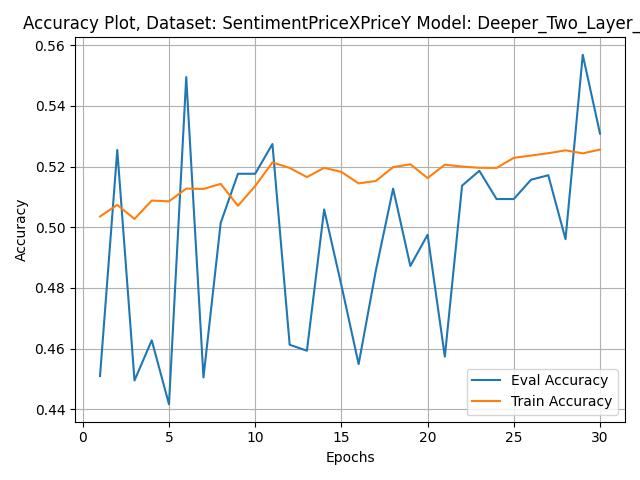 Accuracy Plot, Dataset: SentimentPriceXPriceY Model: Deeper_Two_Layer_
0.56
0.54
0.52
0.50
0.48
0.46
0.44
Accuracy
Eval Accuracy
Train Accuracy
0 5 10 15 20 25 30
Epochs